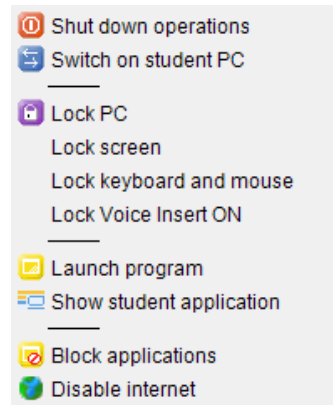 Shut down operations
Switch on student PC
Lock PC
Lock screen
Lock keyboard and mouse
Lock Voice Insert ON
Launch program
Show student application
Block applications
Disable internet